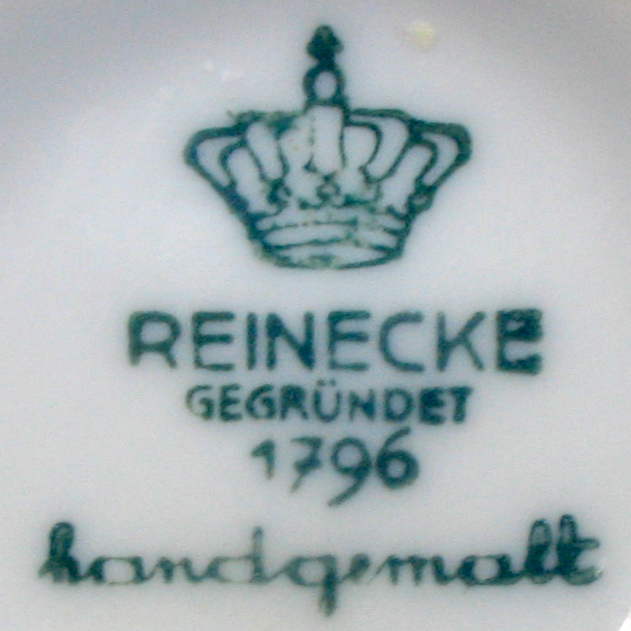 REINECKE
GEGRÜNDET
1796
handgemalt